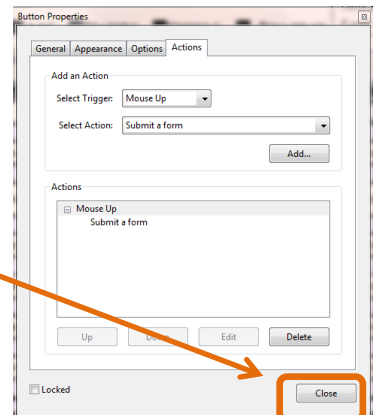 Button Properties
General Appearance Options Actions
Add an Action
Select Trigger: Mouse Up
Select Action: Submit a form
Add...
Actions
Mouse Up
Submit a form
Up Down Edit Delete
Locked
Close